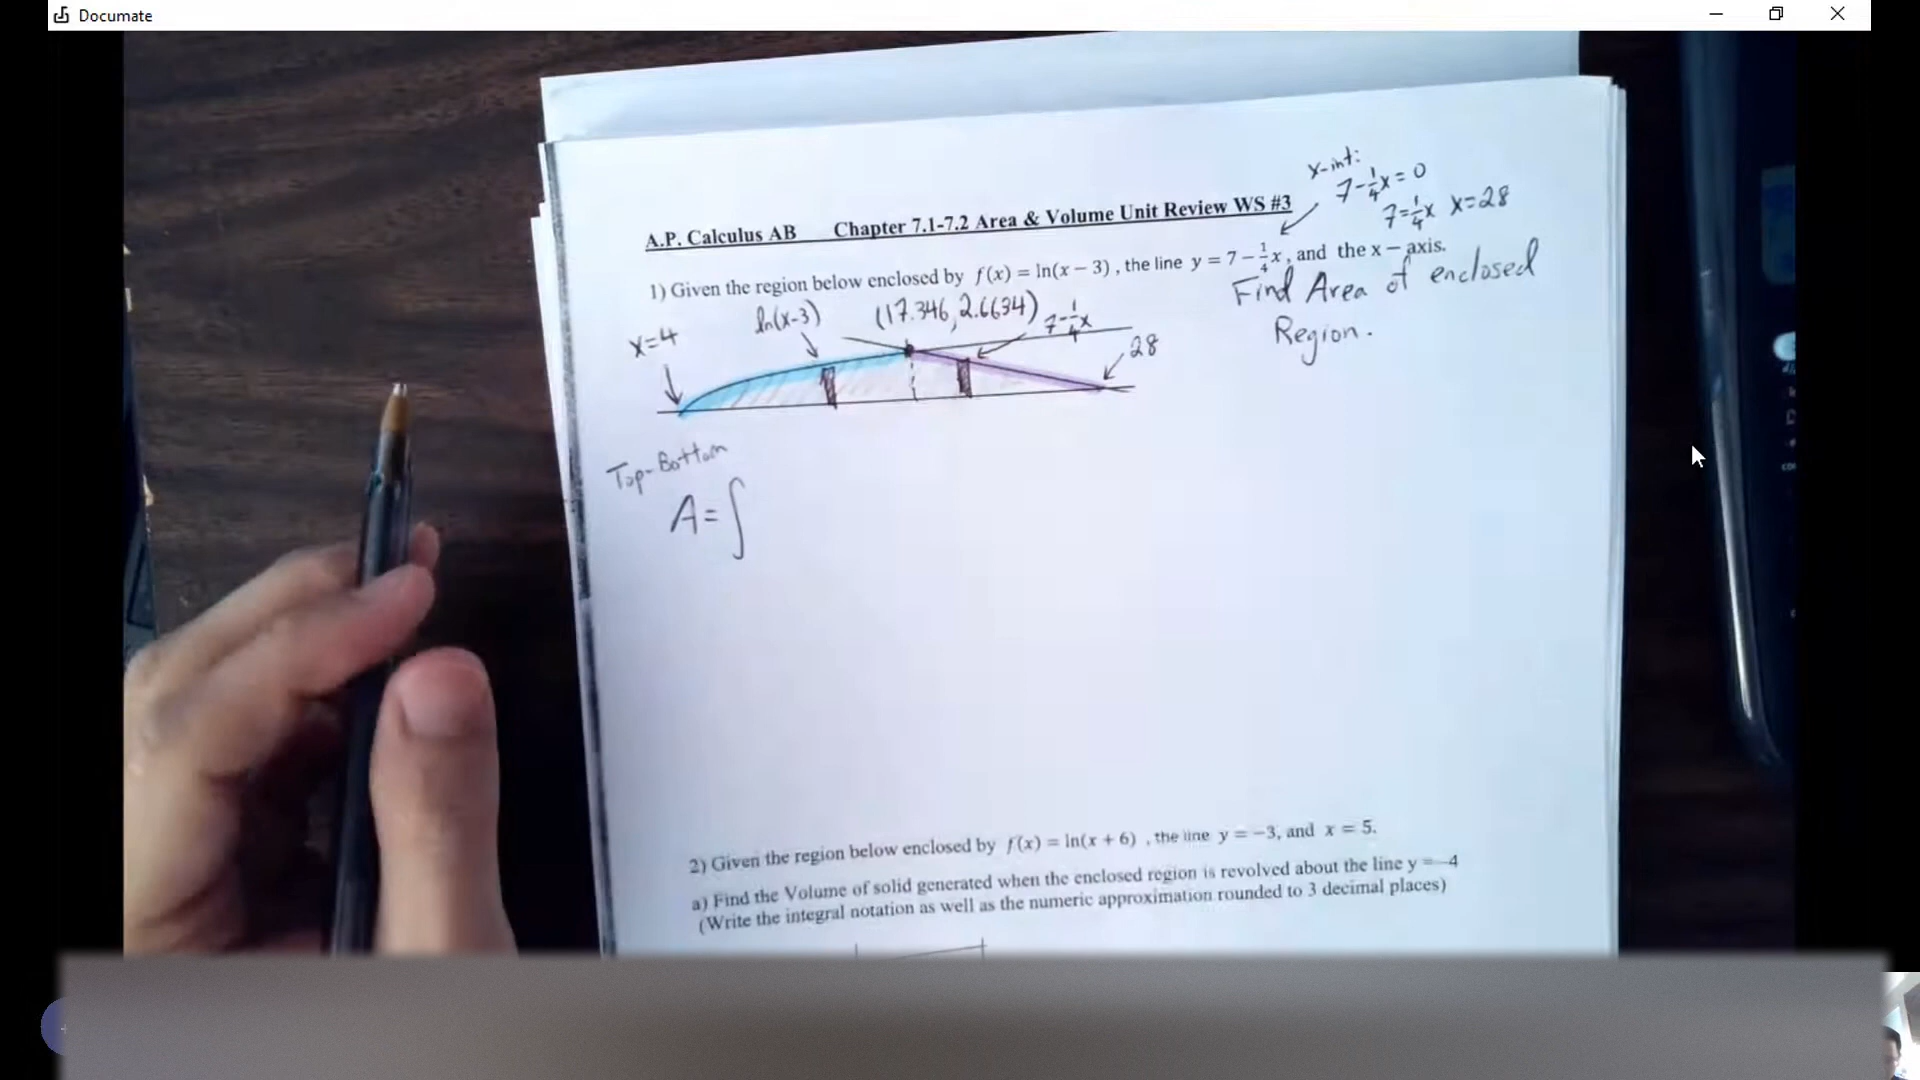 Documate
x-int:
7-1/4x=0
7=1/4x x=28
A.P. Calculus AB Chapter 7.1-7.2 Area & Volume Unit Review WS #3
1) Given the region below enclosed by f(x) = ln(x − 3) , the line y = 7 − 1/4x, and the x − axis.
Find Area of enclosed
Region.
x=4
ln(x-3)
(17.346, 2.6634)
7-1/4x
28
Top-Bottom
A=∫
2) Given the region below enclosed by f(x) = ln(x + 6) , the line y = −3, and x = 5.
a) Find the Volume of solid generated when the enclosed region is revolved about the line y = −4
(Write the integral notation as well as the numeric approximation rounded to 3 decimal places)